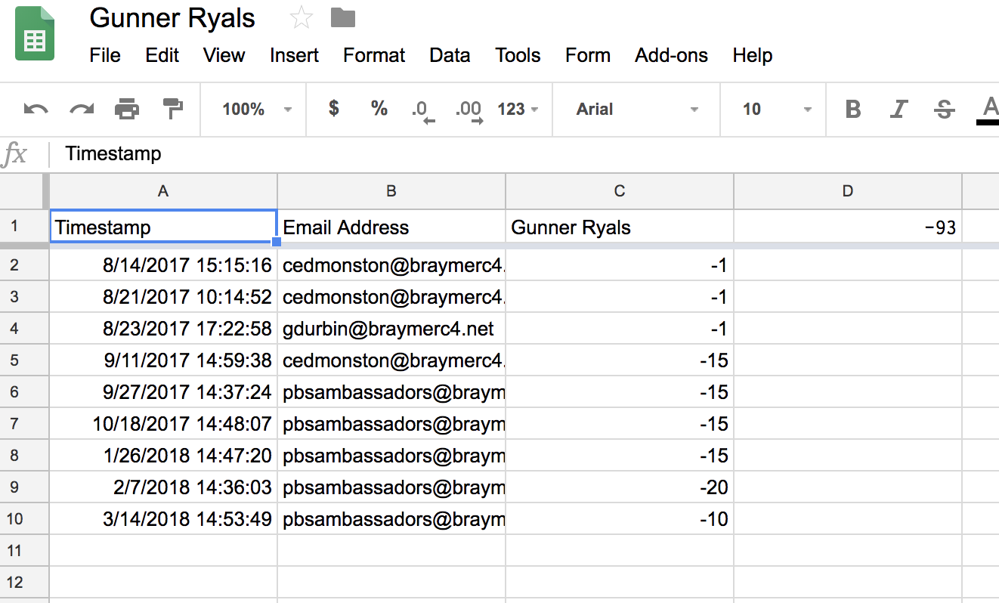 Gunner Ryals
File Edit View Insert Format Data Tools Form Add-ons Help
100% $ % .0 .00 123 Arial 10 B I S A
fx Timestamp
A B C D
1 Timestamp Email Address Gunner Ryals -93
2 8/14/2017 15:15:16 cedmonston@braymerc4. -1
3 8/21/2017 10:14:52 cedmonston@braymerc4. -1
4 8/23/2017 17:22:58 gdurbin@braymerc4.net -1
5 9/11/2017 14:59:38 cedmonston@braymerc4. -15
6 9/27/2017 14:37:24 pbsambassadors@braym -15
7 10/18/2017 14:48:07 pbsambassadors@braym -15
8 1/26/2018 14:47:20 pbsambassadors@braym -15
9 2/7/2018 14:36:03 pbsambassadors@braym -20
10 3/14/2018 14:53:49 pbsambassadors@braym -10
11
12